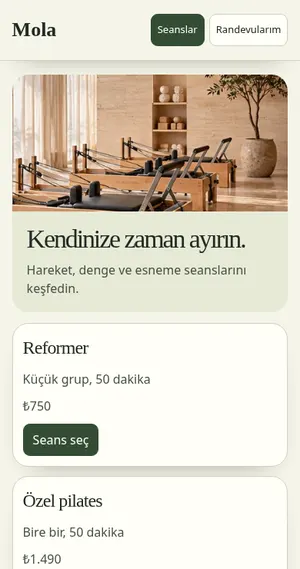 Mola
Seanslar
Randevularım
Kendinize zaman ayırın.
Hareket, denge ve esneme seanslarını
keşfedin.
Reformer
Küçük grup, 50 dakika
₺750
Seans seç
Özel pilates
Bire bir, 50 dakika
₺1.490